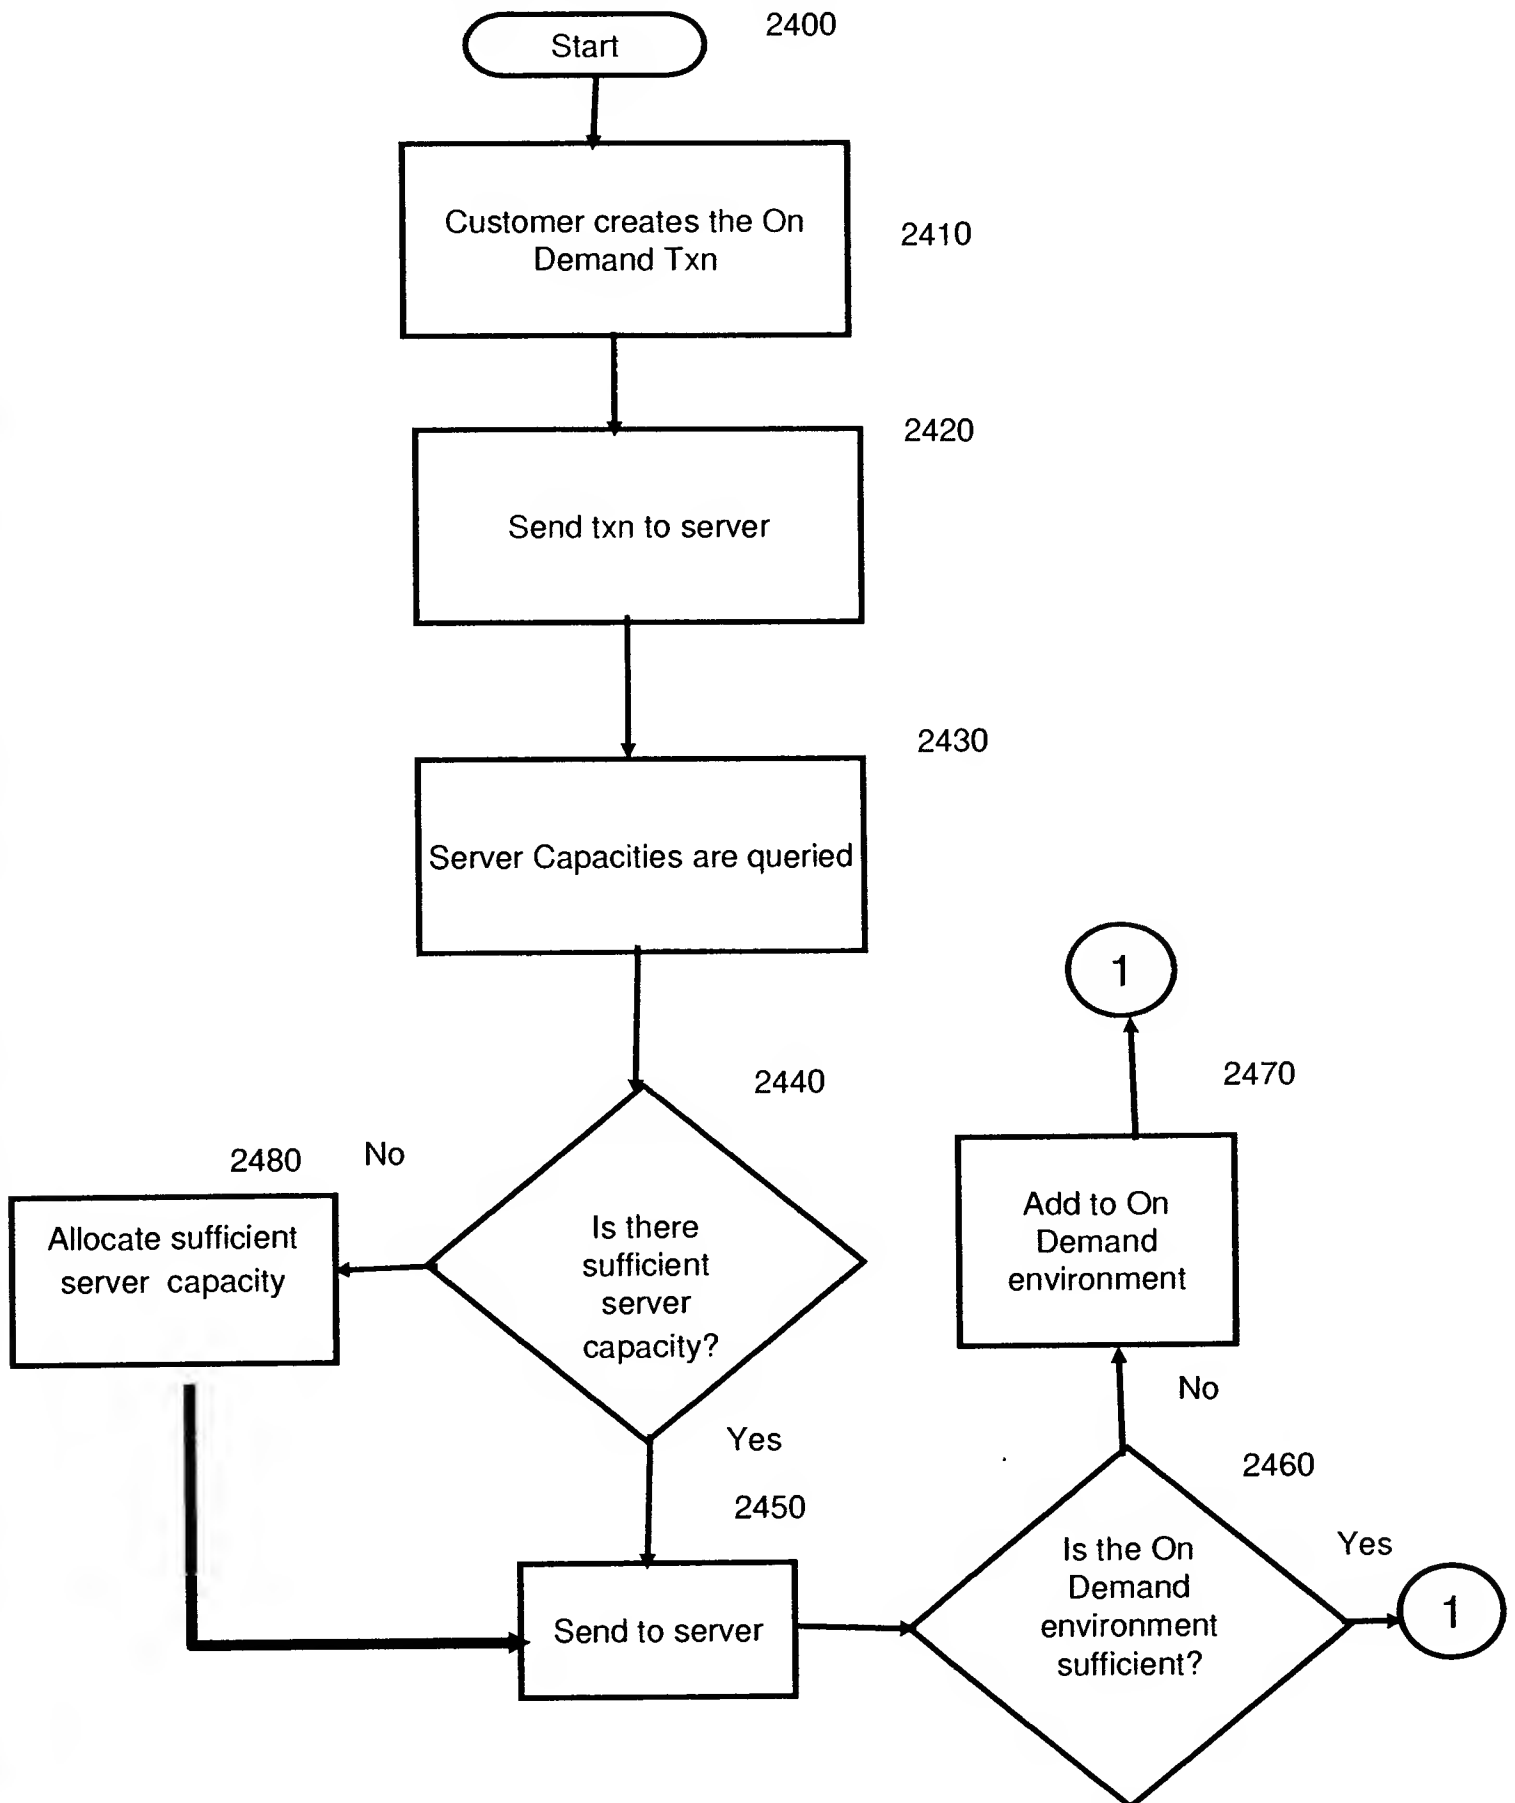 Start
2400
Customer creates the On
Demand Txn
2410
2420
Send txn to server
2430
Server Capacities are queried
1
2440
2470
2480
No
Allocate sufficient
server capacity
Is there
sufficient
server
capacity?
Add to On
Demand
environment
No
Yes
2460
2450
Send to server
Is the On
Demand
environment
sufficient?
Yes
1